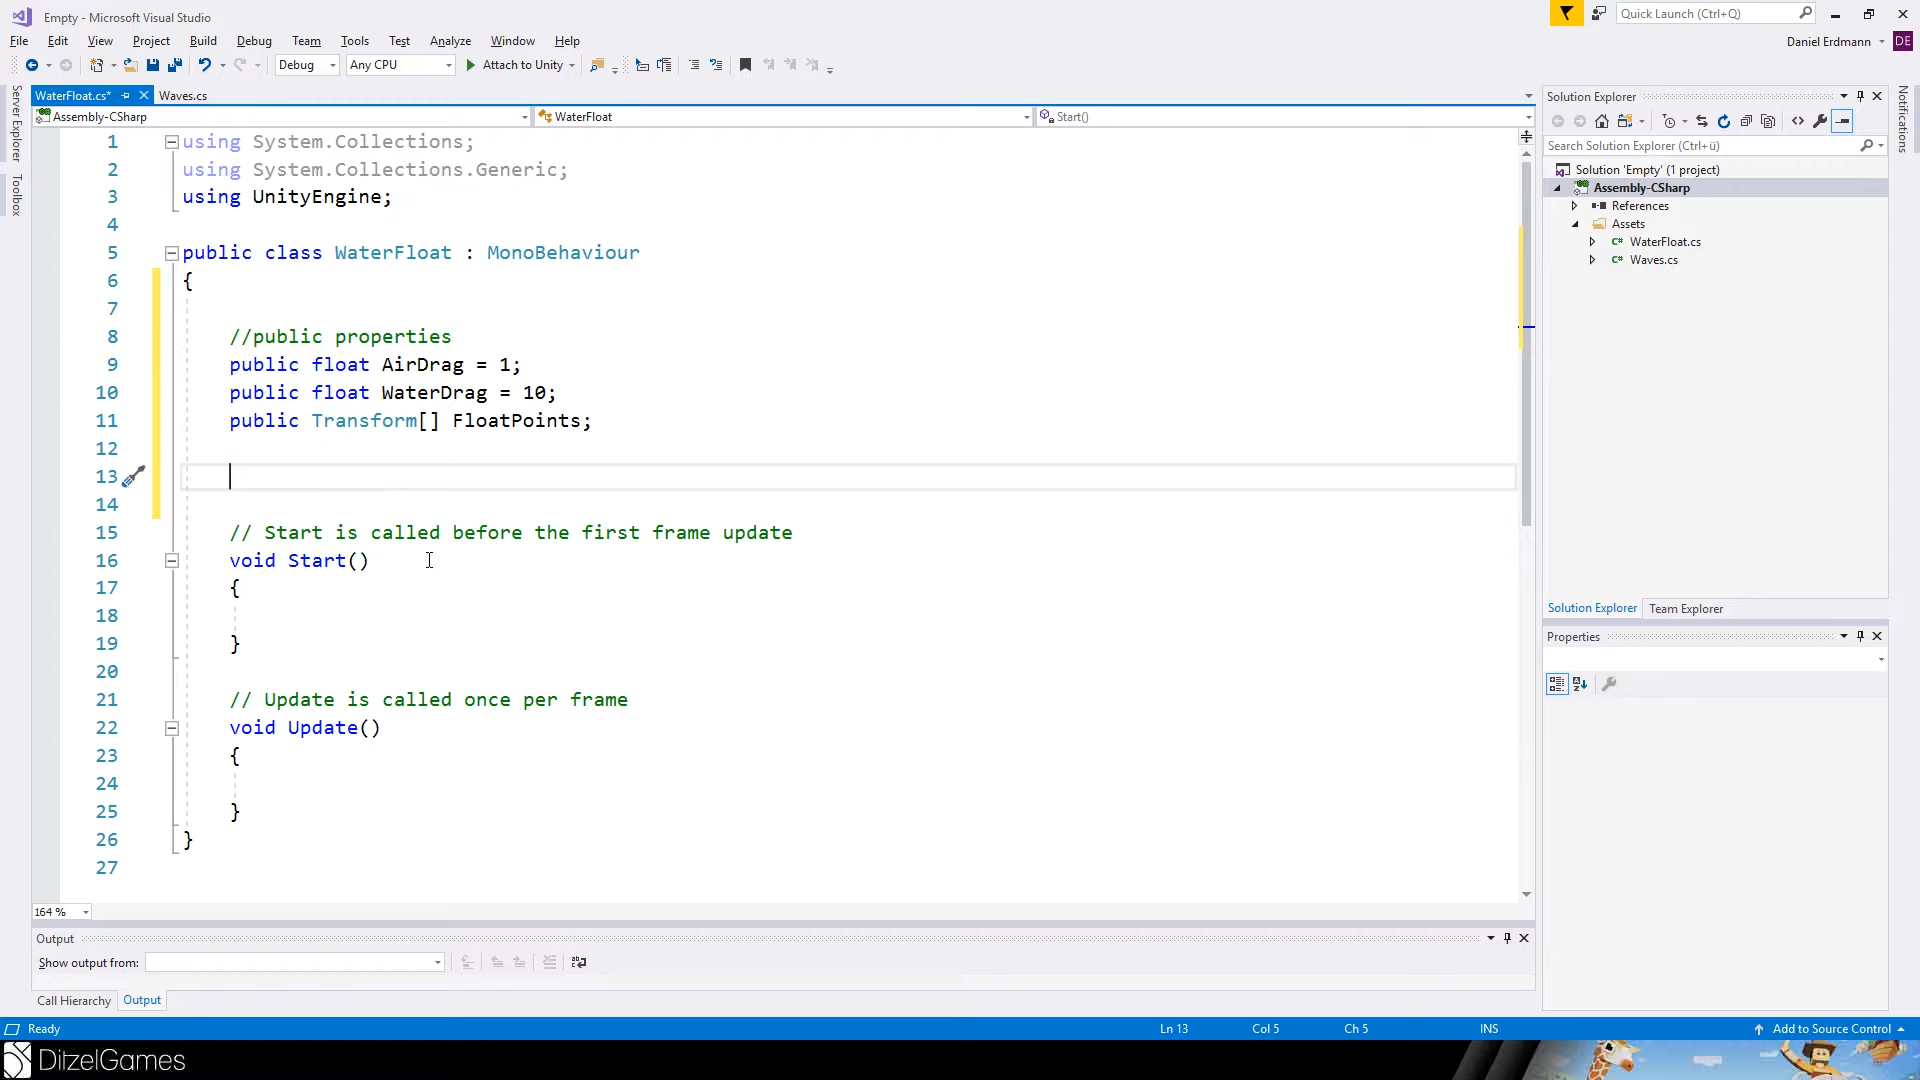 Empty - Microsoft Visual Studio
Quick Launch (Ctrl+Q)
File Edit View Project Build Debug Team Tools Test Analyze Window Help
Daniel Erdmann DE
Debug Any CPU Attach to Unity
Server Explorer
Toolbox
Notifications
WaterFloat.cs* Waves.cs
Assembly-CSharp WaterFloat Start()
1 using System.Collections;
2 using System.Collections.Generic;
3 using UnityEngine;
4
5 public class WaterFloat : MonoBehaviour
6 {
7
8 //public properties
9 public float AirDrag = 1;
10 public float WaterDrag = 10;
11 public Transform[] FloatPoints;
12
13
14
15 // Start is called before the first frame update
16 void Start()
17 {
18
19 }
20
21 // Update is called once per frame
22 void Update()
23 {
24
25 }
26 }
27
164 %
Solution Explorer
Search Solution Explorer (Ctrl+ü)
Solution 'Empty' (1 project)
Assembly-CSharp
References
Assets
C# WaterFloat.cs
C# Waves.cs
Solution Explorer Team Explorer
Properties
Output
Show output from:
Call Hierarchy Output
Ready Ln 13 Col 5 Ch 5 INS Add to Source Control
DitzelGames